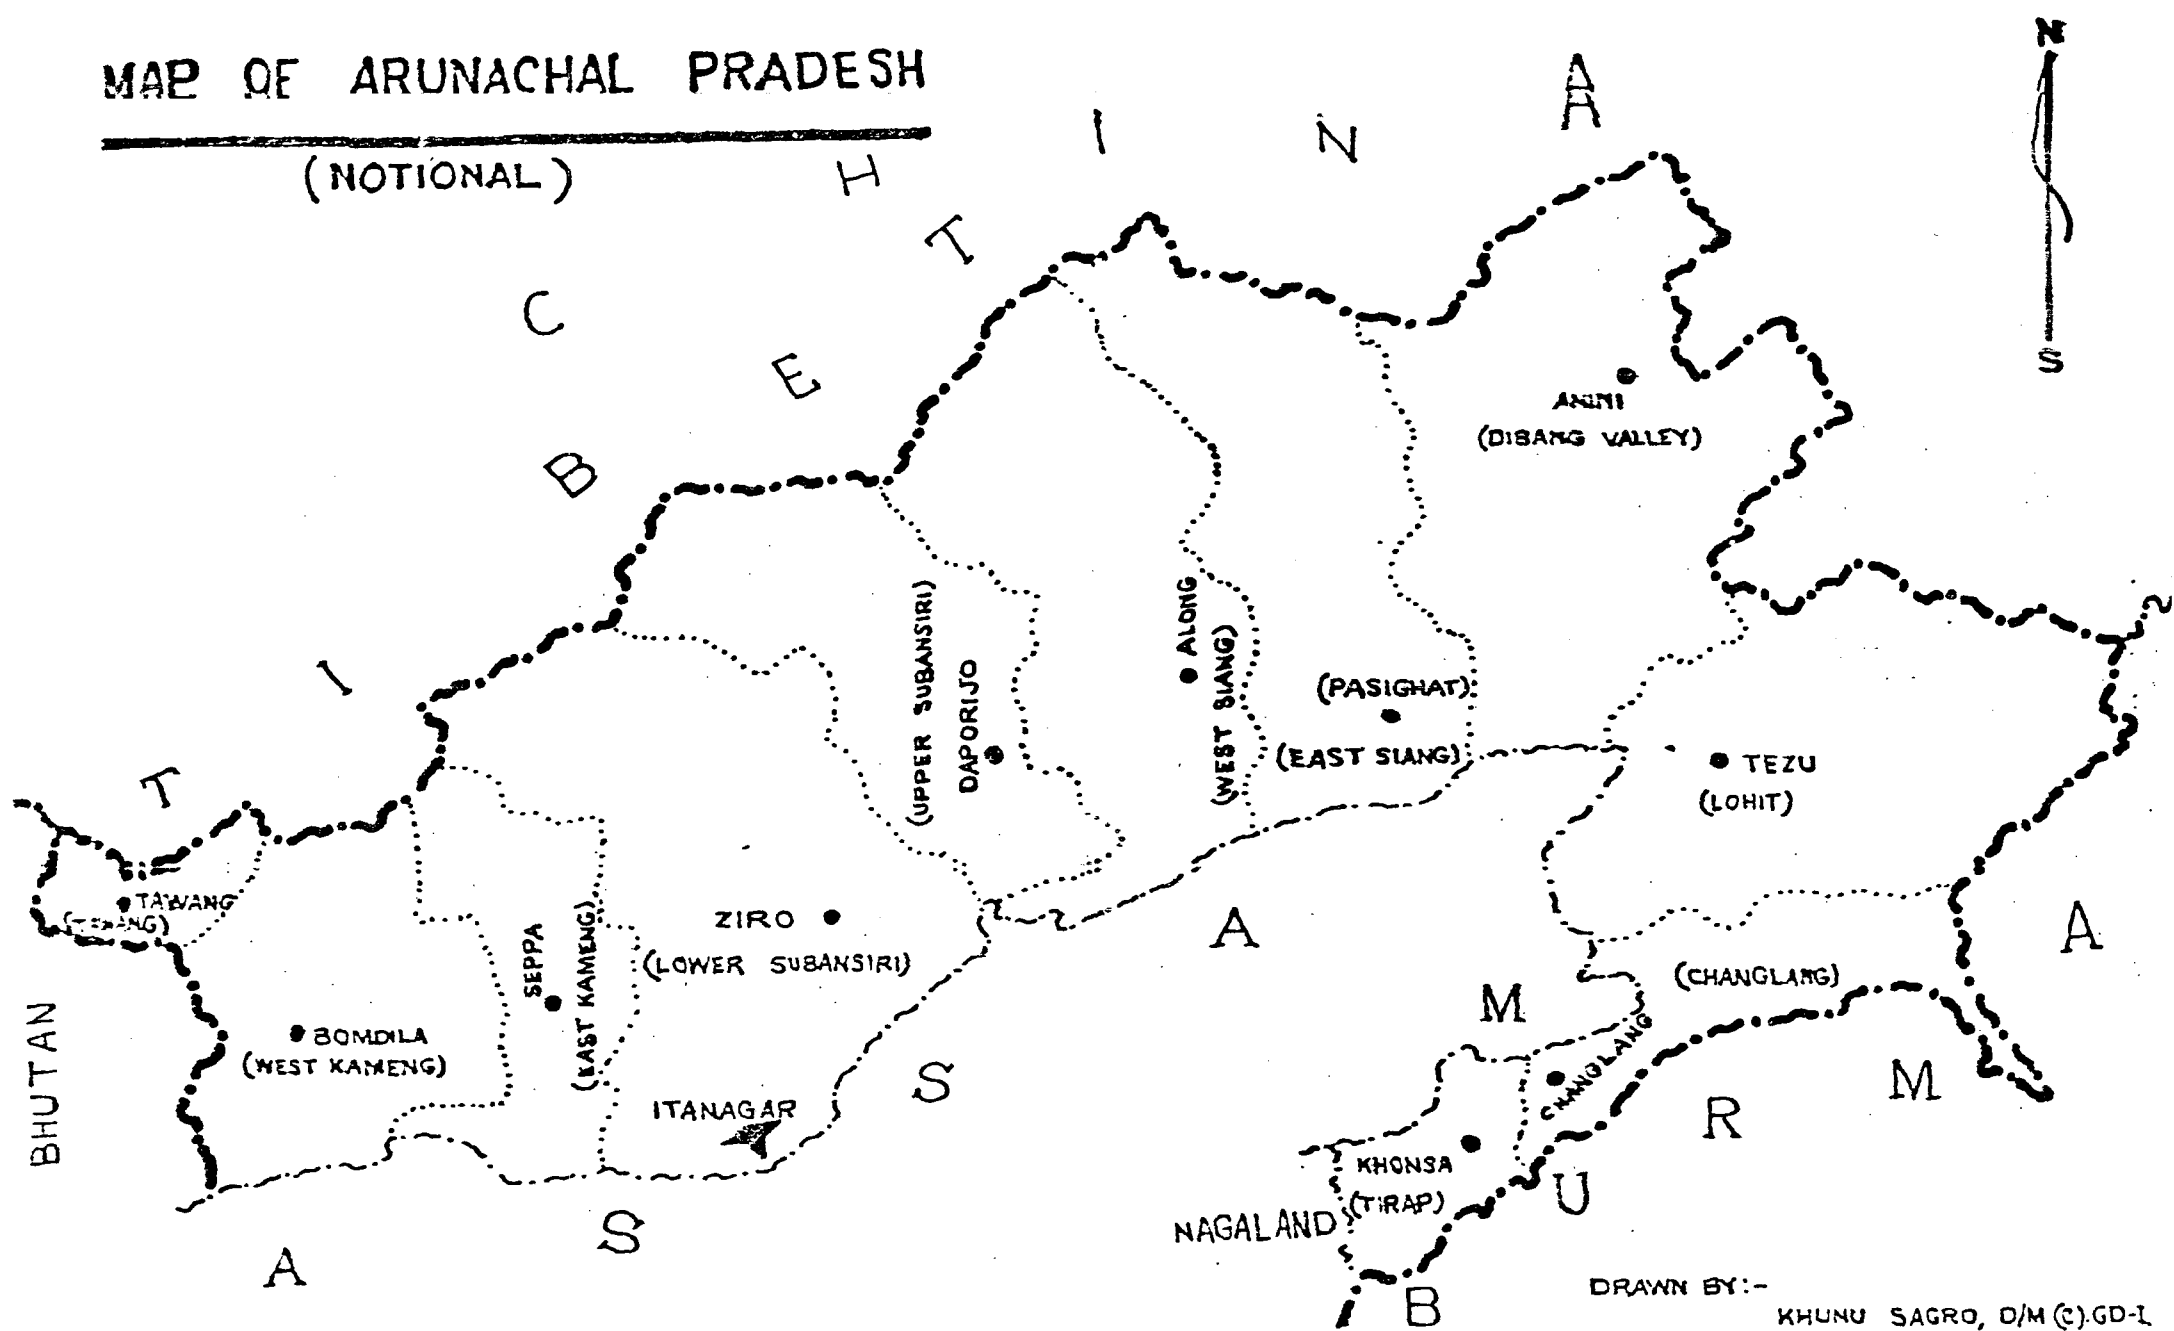 MAP OF ARUNACHAL PRADESH
(NOTIONAL)
N
S
CHINA
TIBET
ANINI
(DIBANG VALLEY)
ALONG
(WEST SIANG)
(UPPER SUBANSIRI)
DAPORIJO
(PASIGHAT)
(EAST SIANG)
TEZU
(LOHIT)
TAWANG
(TAWANG)
ZIRO
(LOWER SUBANSIRI)
SEPPA
(EAST KAMENG)
BOMDILA
(WEST KAMENG)
BHUTAN
ITANAGAR
(CHANGLANG)
CHANGLANG
KHONSA
(TIRAP)
NAGALAND
ASSAM
BURMA
DRAWN BY:-
KHUNU SAGRO, D/M (C).GD-I